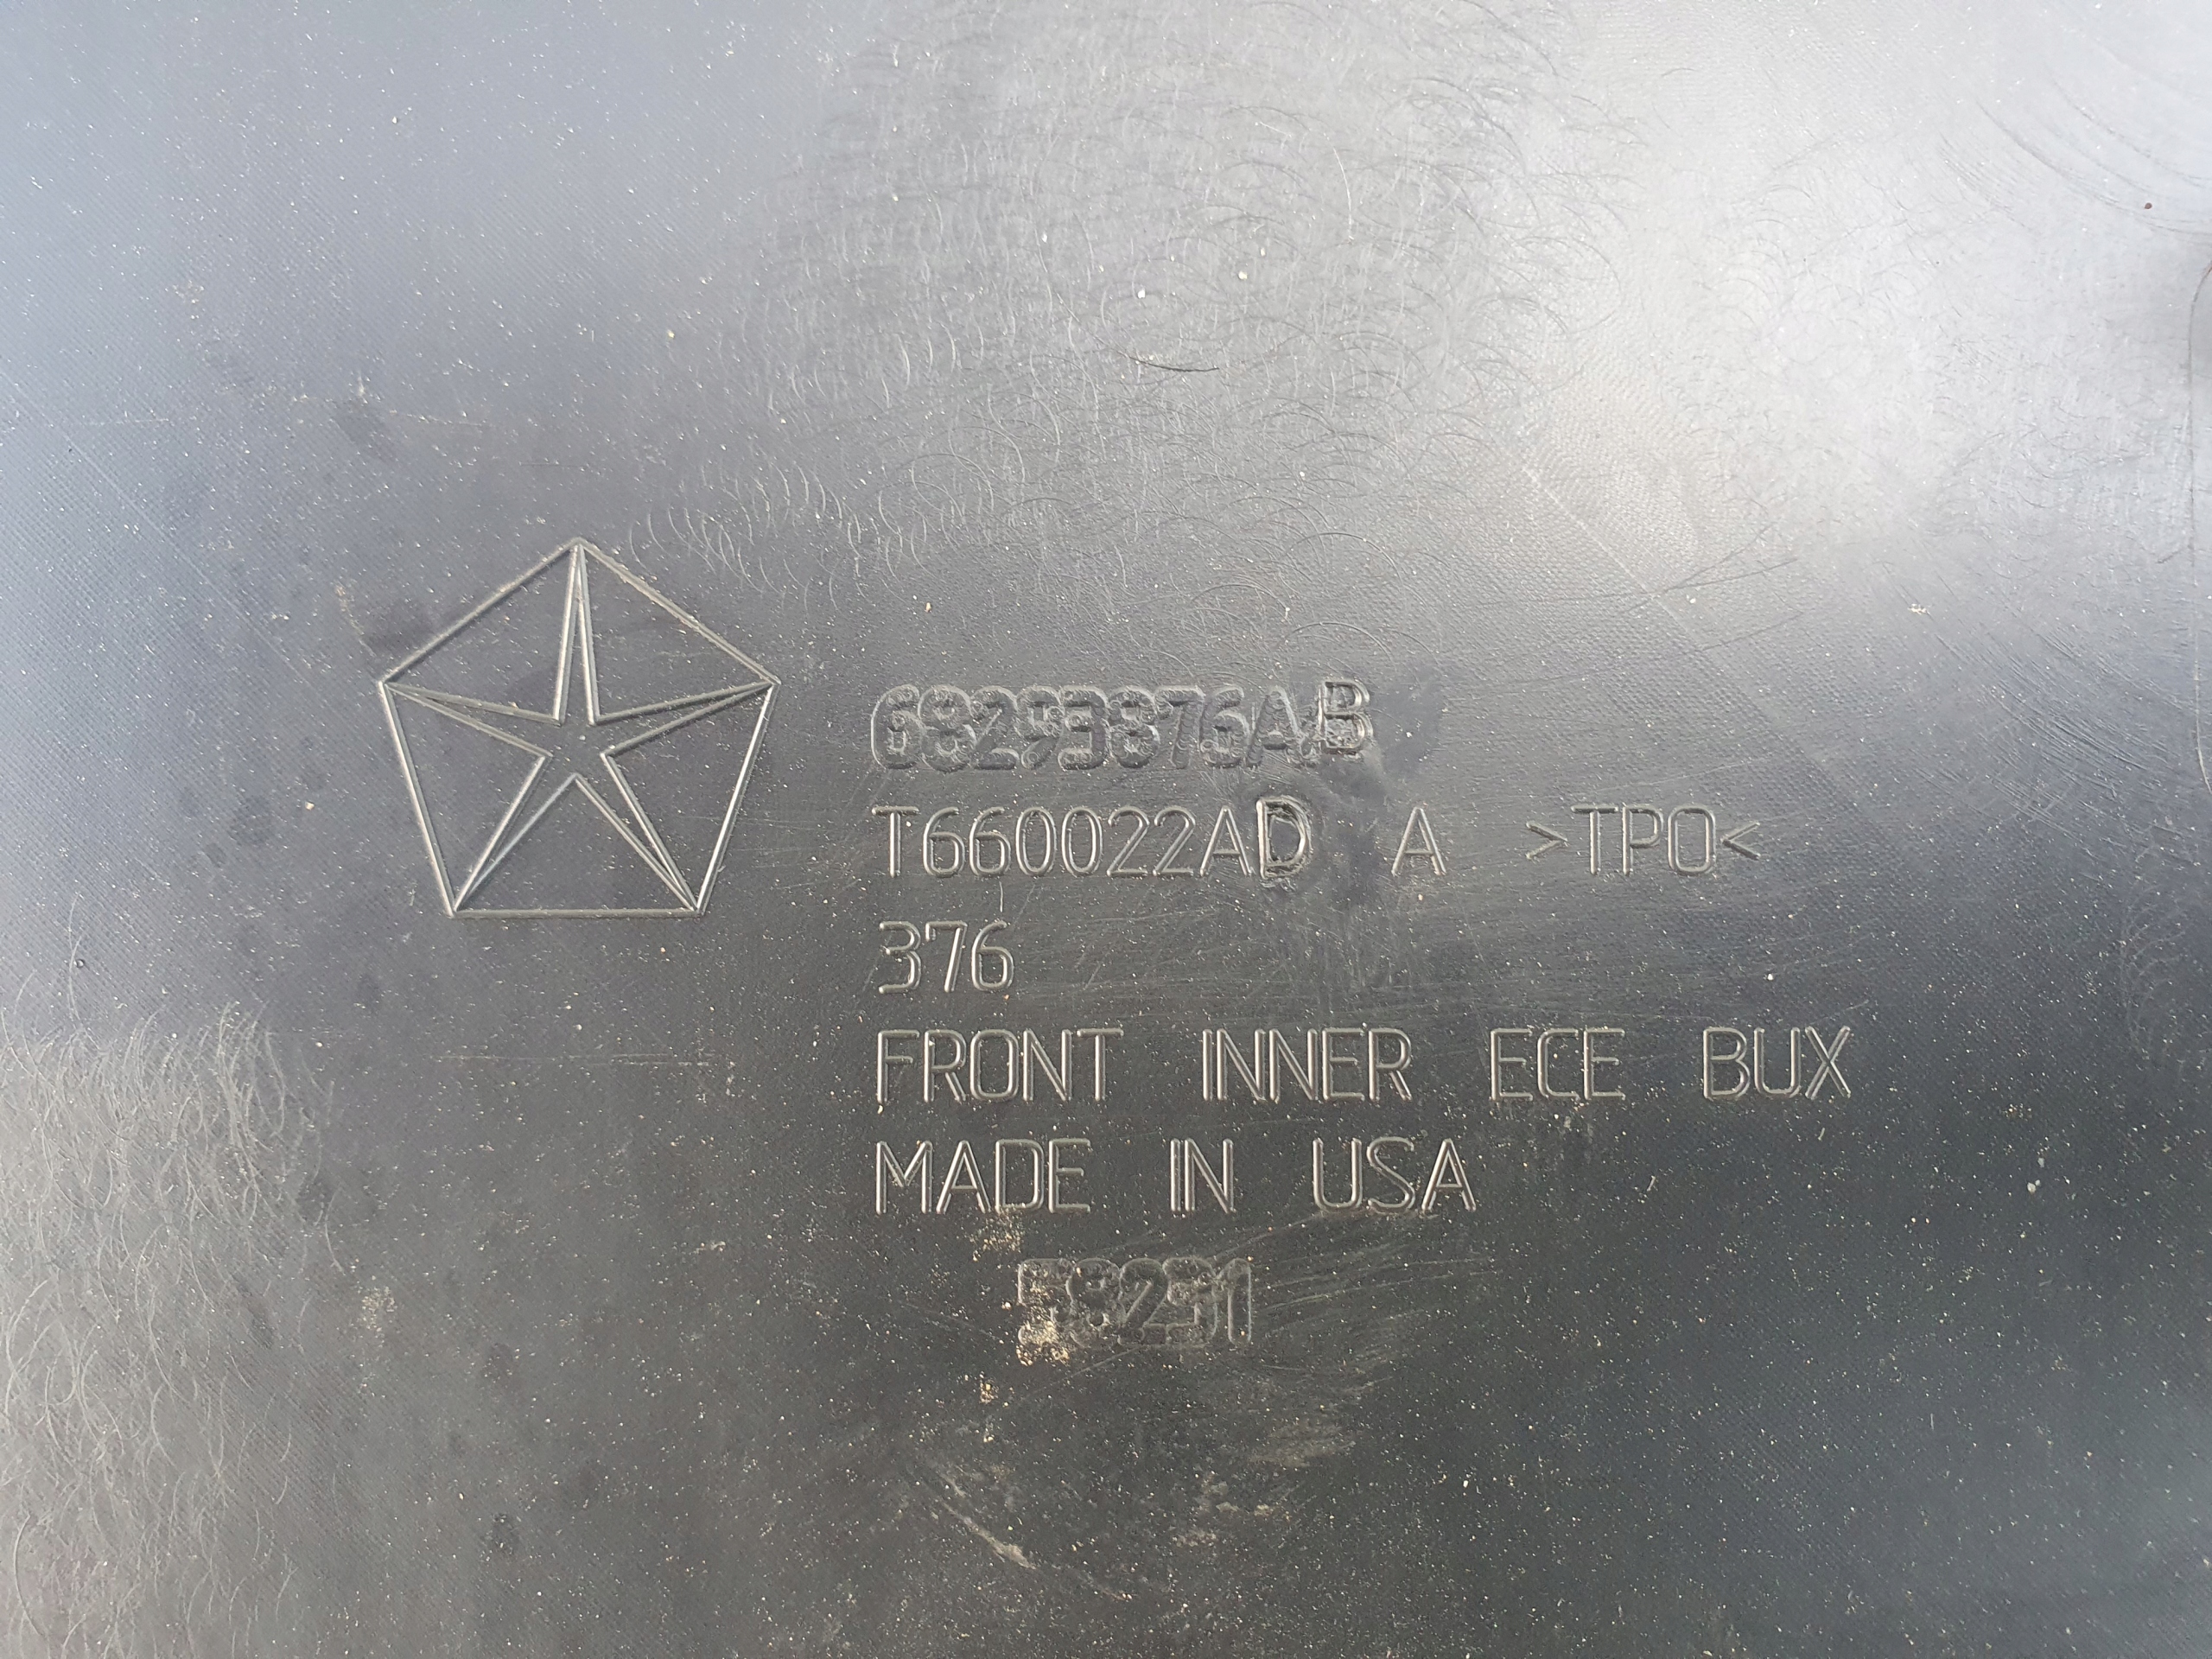 68293876AB
T660022AD A >TPO<
376
FRONT INNER ECE BUX
MADE IN USA